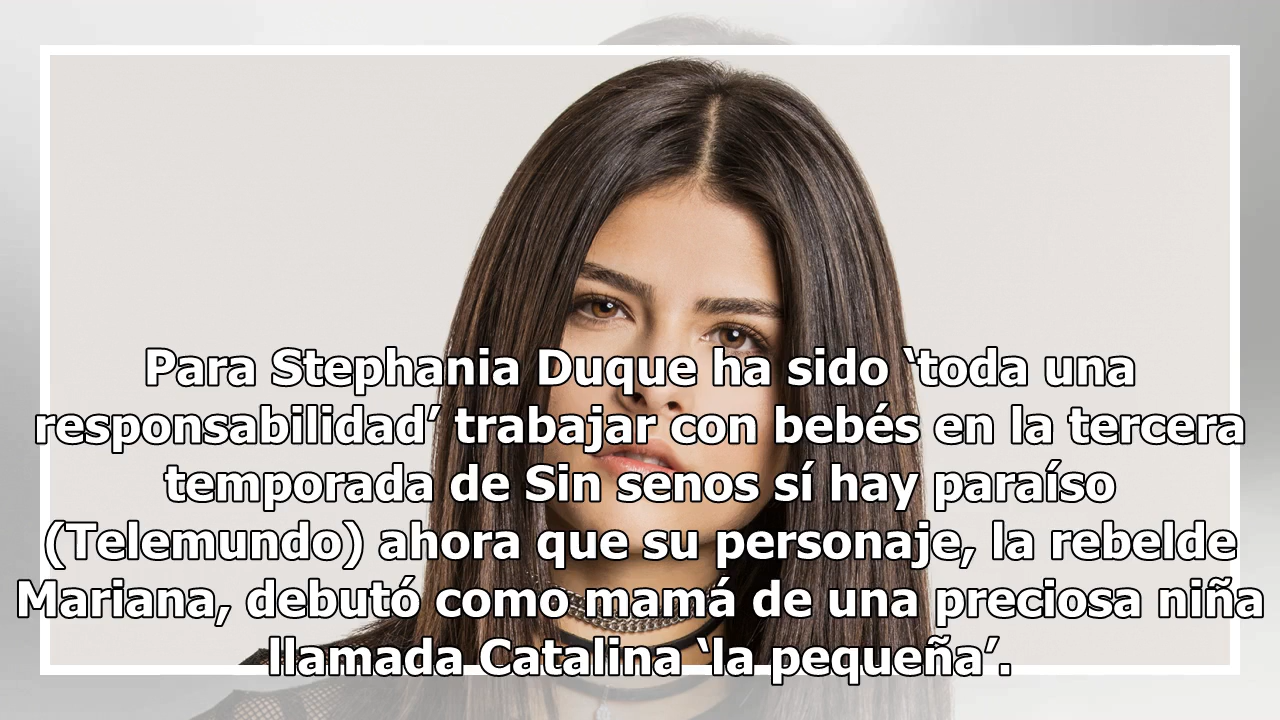 Para Stephania Duque ha sido ‘toda una
responsabilidad’ trabajar con bebés en la tercera
temporada de Sin senos sí hay paraíso
(Telemundo) ahora que su personaje, la rebelde
Mariana, debutó como mamá de una preciosa niña
llamada Catalina ‘la pequeña’.